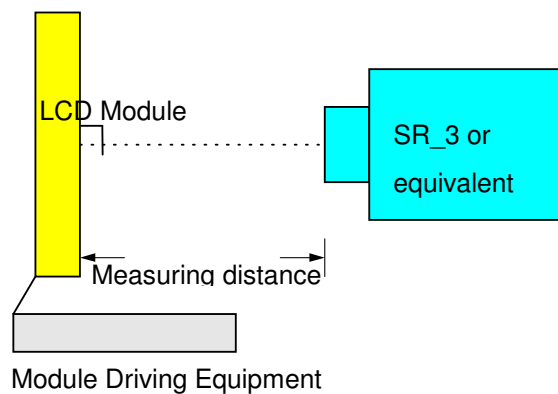 LCD Module
SR_3 or
equivalent
Measuring distance
Module Driving Equipment